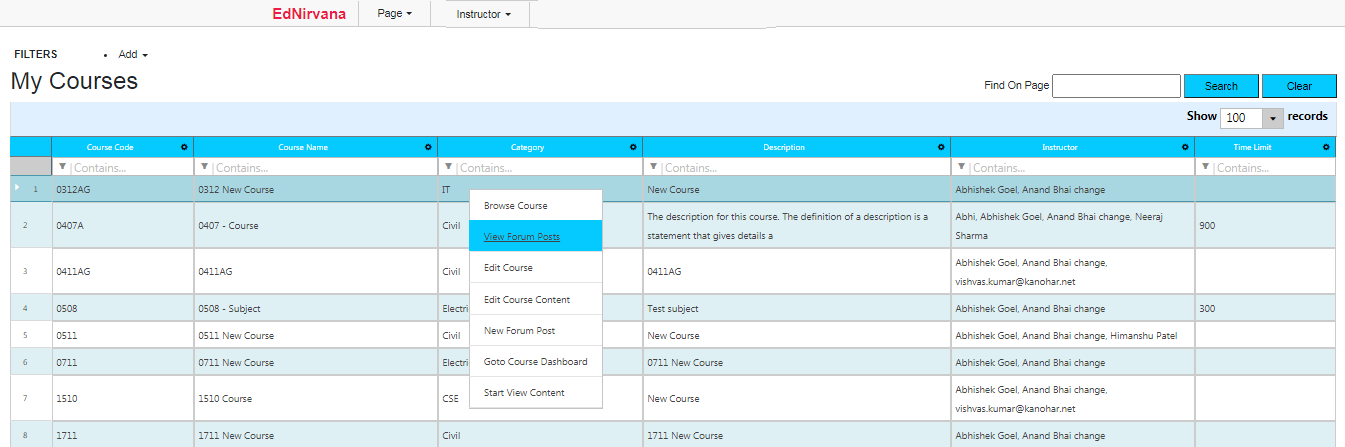 EdNirvana Page Instructor
FILTERS • Add
My Courses
Find On Page Search Clear
Show 100 records
Course Code Course Name Category Description Instructor Time Limit
Contains... Contains... Contains... Contains... Contains... Contains...
1 0312AG 0312 New Course IT New Course Abhishek Goel, Anand Bhai change
Browse Course
2 0407A 0407 - Course Civil The description for this course. The definition of a description is a Abhi, Abhishek Goel, Anand Bhai change, Neeraj 900
statement that gives details a Sharma
View Forum Posts
3 0411AG 0411AG Civil 0411AG Abhishek Goel, Anand Bhai change,
vishvas.kumar@kanohar.net
Edit Course
Edit Course Content
4 0508 0508 - Subject Electri Test subject Abhishek Goel, Anand Bhai change 300
New Forum Post
5 0511 0511 New Course Civil New Course Abhishek Goel, Anand Bhai change, Himanshu Patel
Goto Course Dashboard
6 0711 0711 New Course Electri 0711 New Course Abhishek Goel, Anand Bhai change
Start View Content
7 1510 1510 Course CSE New Course Abhishek Goel, Anand Bhai change,
vishvas.kumar@kanohar.net
8 1711 1711 New Course Civil 1711 New Course Abhishek Goel, Anand Bhai change